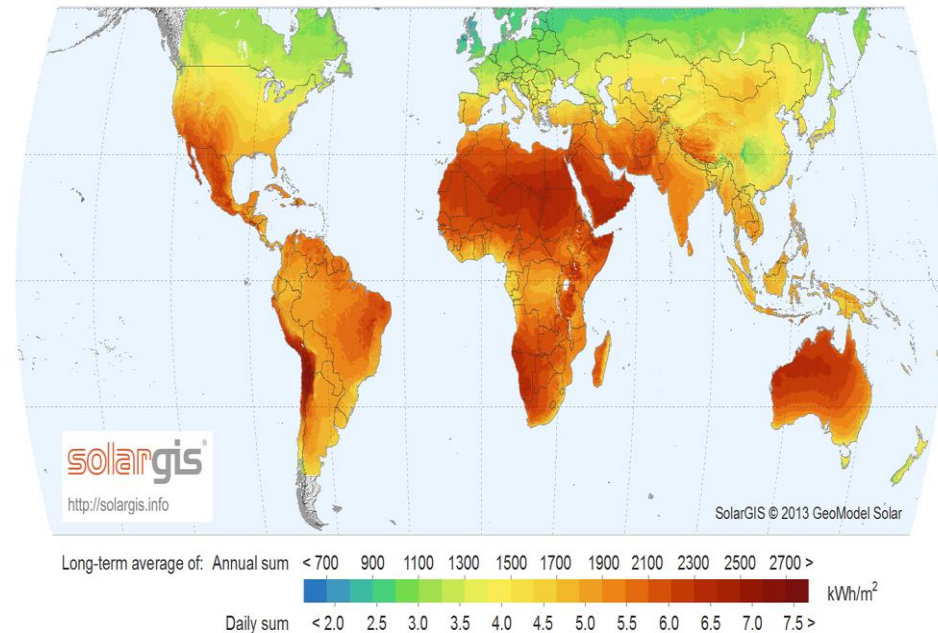 solargis®
http://solargis.info
SolarGIS © 2013 GeoModel Solar
Long-term average of: Annual sum < 700 900 1100 1300 1500 1700 1900 2100 2300 2500 2700 >
kWh/m²
Daily sum < 2.0 2.5 3.0 3.5 4.0 4.5 5.0 5.5 6.0 6.5 7.0 7.5 >